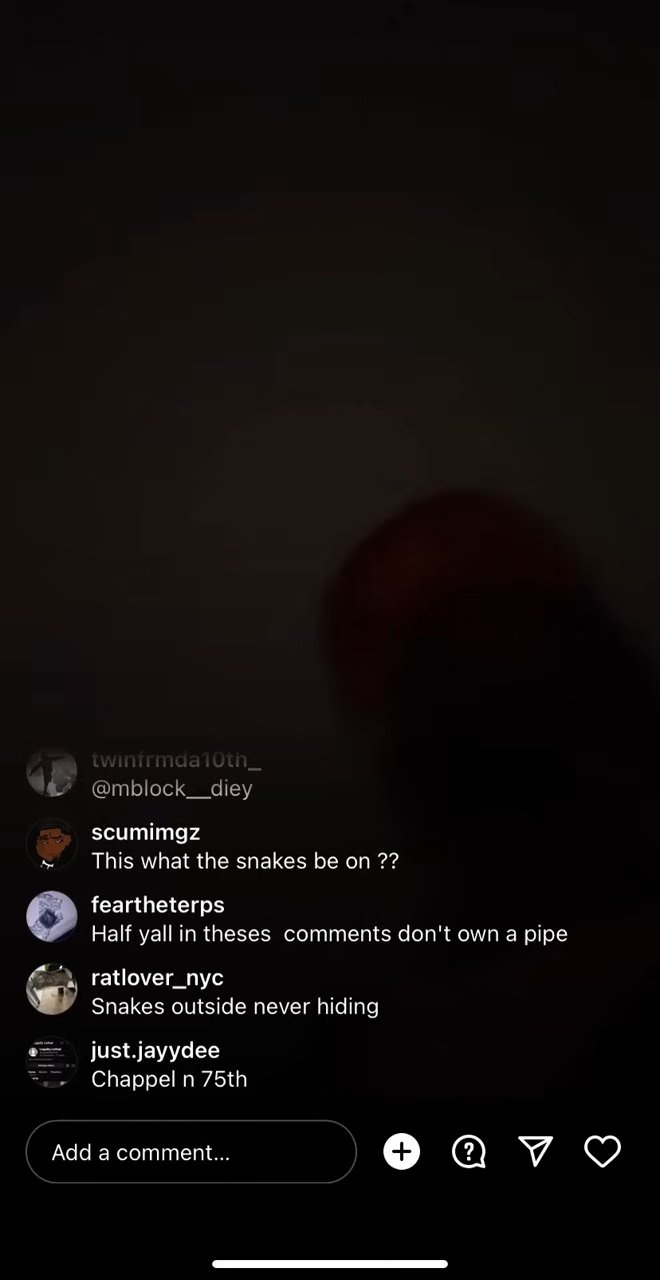 twinfrmda10th_
@mblock__diey
scumimgz
This what the snakes be on ??
feartheterps
Half yall in theses  comments don't own a pipe
ratlover_nyc
Snakes outside never hiding
just.jayydee
Chappel n 75th
Add a comment...